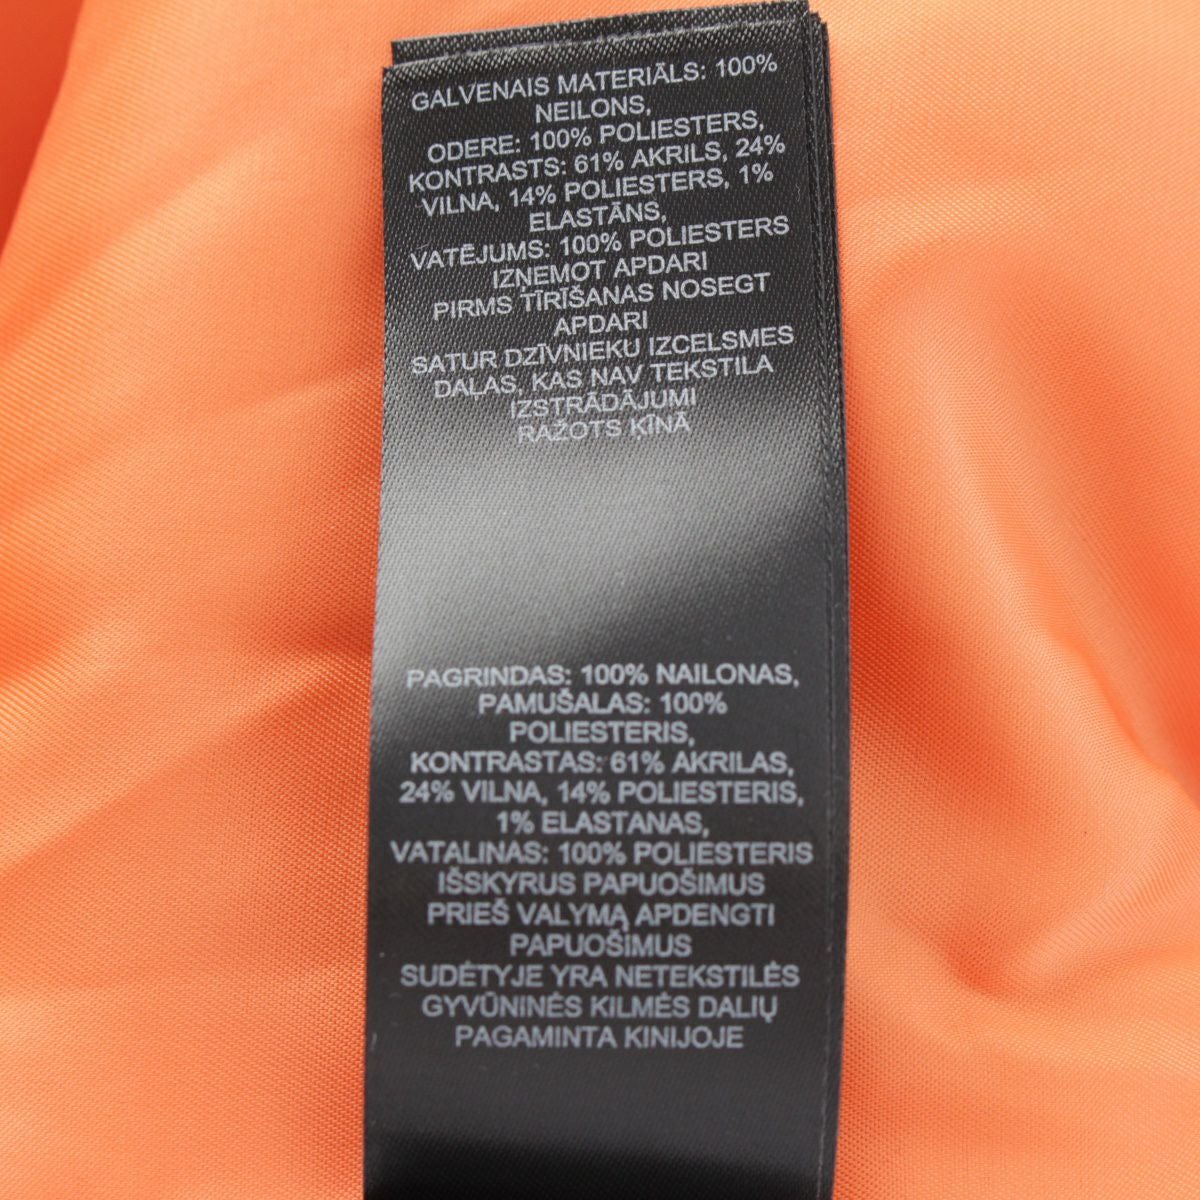 GALVENAIS MATERIĀLS: 100%
NEILONS,
ODERE: 100% POLIESTERS,
KONTRASTS: 61% AKRILS, 24%
VILNA, 14% POLIESTERS, 1%
ELASTĀNS,
VATĒJUMS: 100% POLIESTERS
IZŅEMOT APDARI
PIRMS TĪRĪŠANAS NOSEGT
APDARI
SATUR DZĪVNIEKU IZCELSMES
DAĻAS, KAS NAV TEKSTILA
IZSTRĀDĀJUMI
RAŽOTS ĶĪNĀ
PAGRINDAS: 100% NAILONAS,
PAMUŠALAS: 100%
POLIESTERIS,
KONTRASTAS: 61% AKRILAS,
24% VILNA, 14% POLIESTERIS,
1% ELASTANAS,
VATALINAS: 100% POLIESTERIS
IŠSKYRUS PAPUOŠIMUS
PRIEŠ VALYMĄ APDENGTI
PAPUOŠIMUS
SUDĖTYJE YRA NETEKSTILĖS
GYVŪNINĖS KILMĖS DALIŲ
PAGAMINTA KINIJOJE